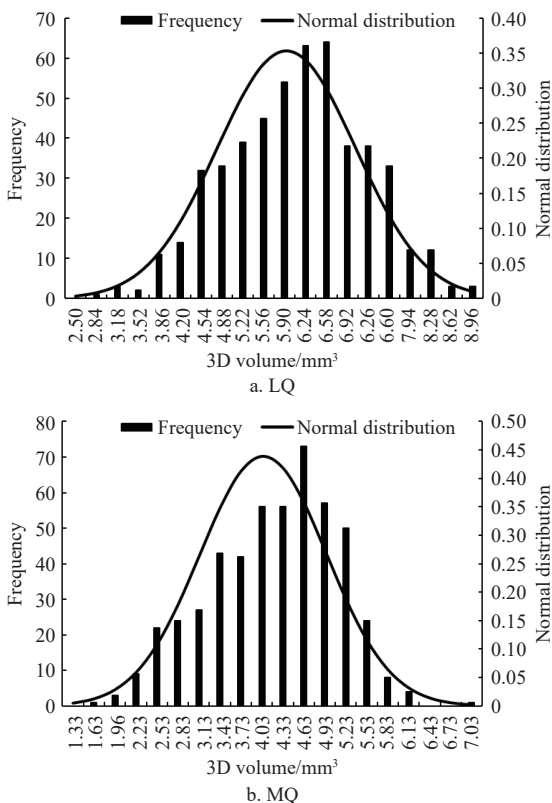 70
60
50
40
30
20
10
0
Frequency
Frequency
Normal distribution
0.40
0.35
0.30
0.25
0.20
0.15
0.10
0.05
0
Normal distribution
2.50 2.84 3.18 3.52 3.86 4.20 4.54 4.88 5.22 5.56 5.90 6.24 6.58 6.92 6.26 6.60 7.94 8.28 8.62 8.96
3D volume/mm³
a. LQ
80
70
60
50
40
30
20
10
0
Frequency
Frequency
Normal distribution
0.50
0.45
0.40
0.35
0.30
0.25
0.20
0.15
0.10
0.05
0
Normal distribution
1.33 1.63 1.96 2.23 2.53 2.83 3.13 3.43 3.73 4.03 4.33 4.63 4.93 5.23 5.53 5.83 6.13 6.43 6.73 7.03
3D volume/mm³
b. MQ